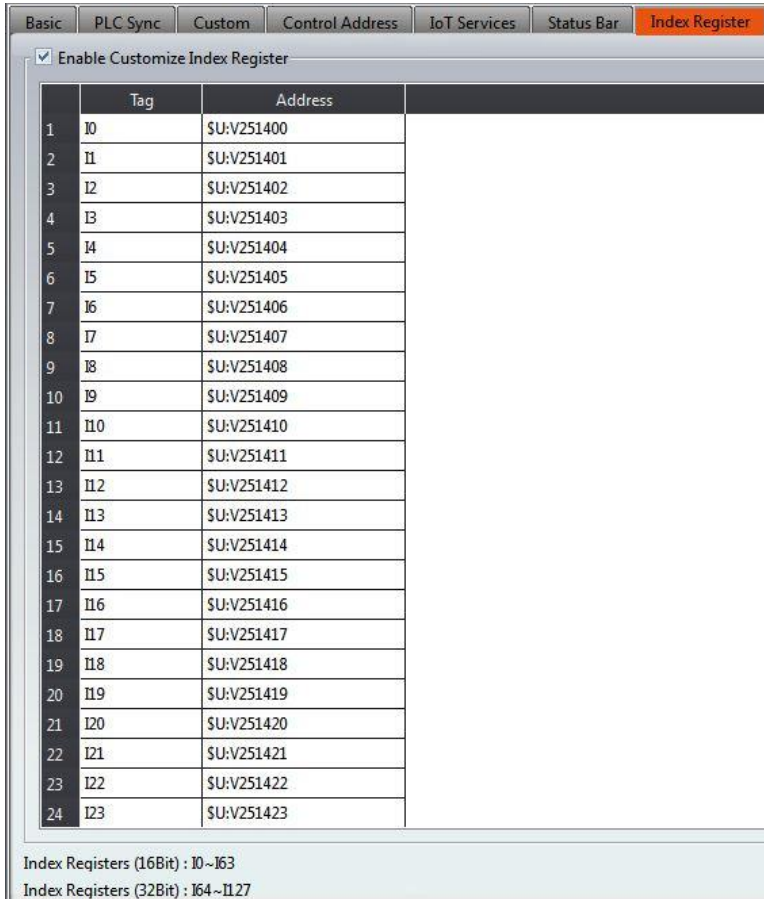 Basic PLC Sync Custom Control Address IoT Services Status Bar Index Register
Enable Customize Index Register
Tag Address
1 I0 $U:V251400
2 I1 $U:V251401
3 I2 $U:V251402
4 I3 $U:V251403
5 I4 $U:V251404
6 I5 $U:V251405
7 I6 $U:V251406
8 I7 $U:V251407
9 I8 $U:V251408
10 I9 $U:V251409
11 I10 $U:V251410
12 I11 $U:V251411
13 I12 $U:V251412
14 I13 $U:V251413
15 I14 $U:V251414
16 I15 $U:V251415
17 I16 $U:V251416
18 I17 $U:V251417
19 I18 $U:V251418
20 I19 $U:V251419
21 I20 $U:V251420
22 I21 $U:V251421
23 I22 $U:V251422
24 I23 $U:V251423
Index Registers (16Bit) : I0~I63
Index Registers (32Bit) : I64~I127